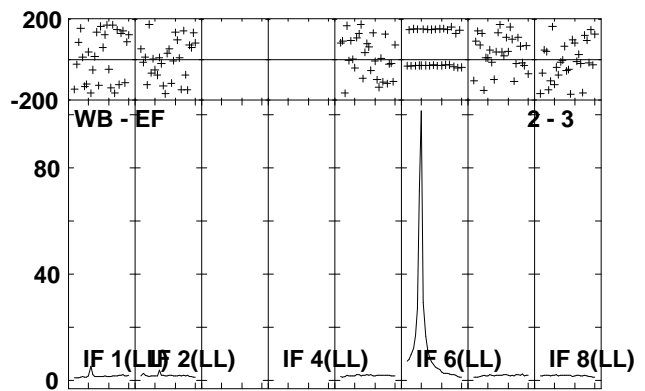 200
-200
WB - EF
2 - 3
80
40
0
IF 1(LL)
IF 2(LL)
IF 4(LL)
IF 6(LL)
IF 8(LL)